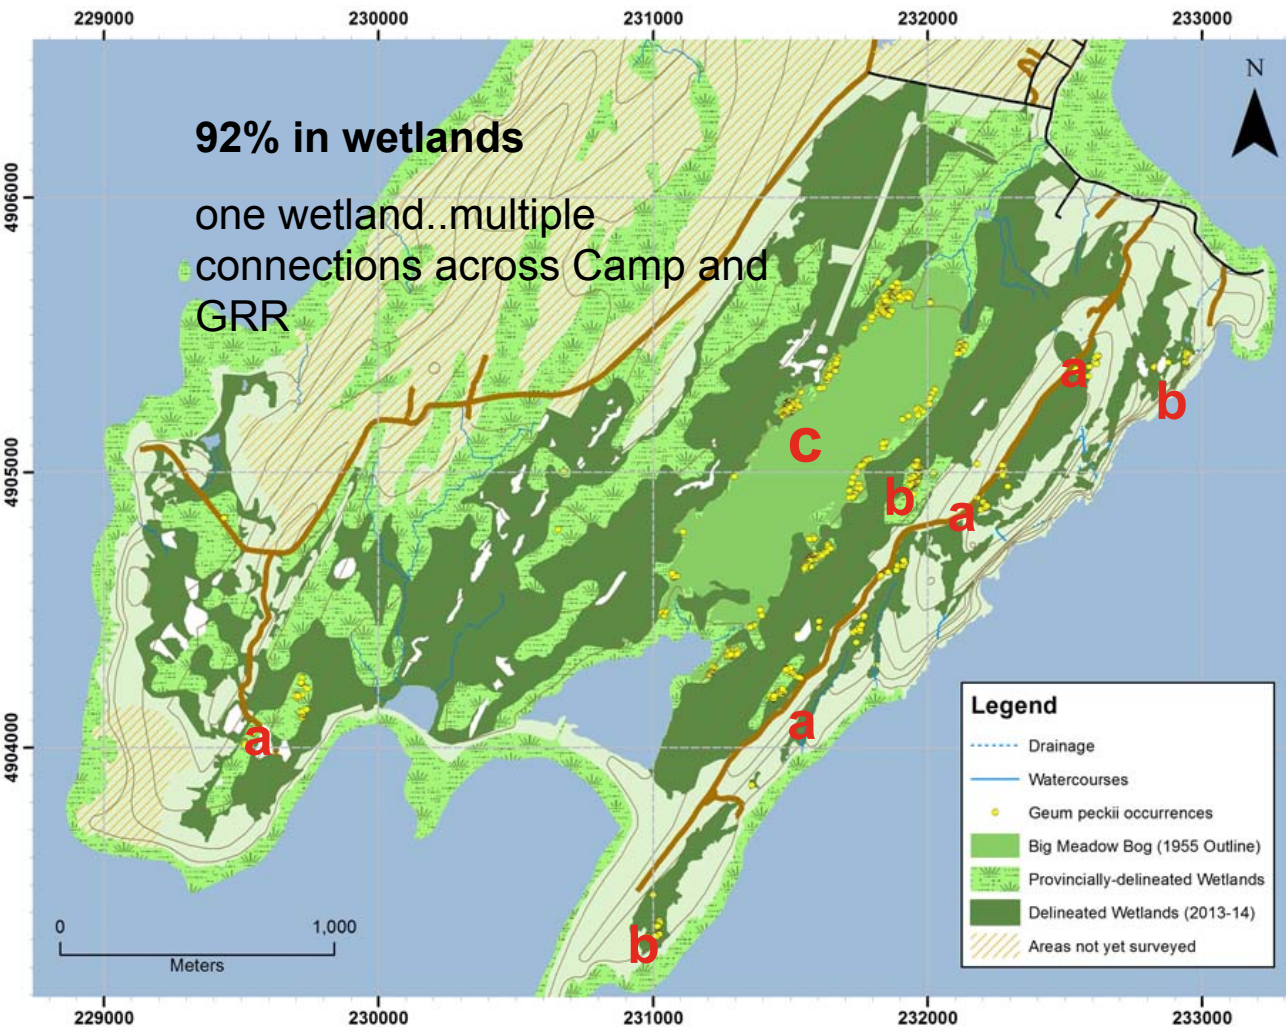 229000 230000 231000 232000 233000
N
92% in wetlands
4906000
one wetland..multiple
connections across Camp and
GRR
a
b
c
4905000
b
a
Legend
Drainage
a
4904000
a
Watercourses
Geum peckii occurrences
Big Meadow Bog (1955 Outline)
Provincially-delineated Wetlands
Delineated Wetlands (2013-14)
0 1,000
b
Areas not yet surveyed
Meters
229000 230000 231000 232000 233000